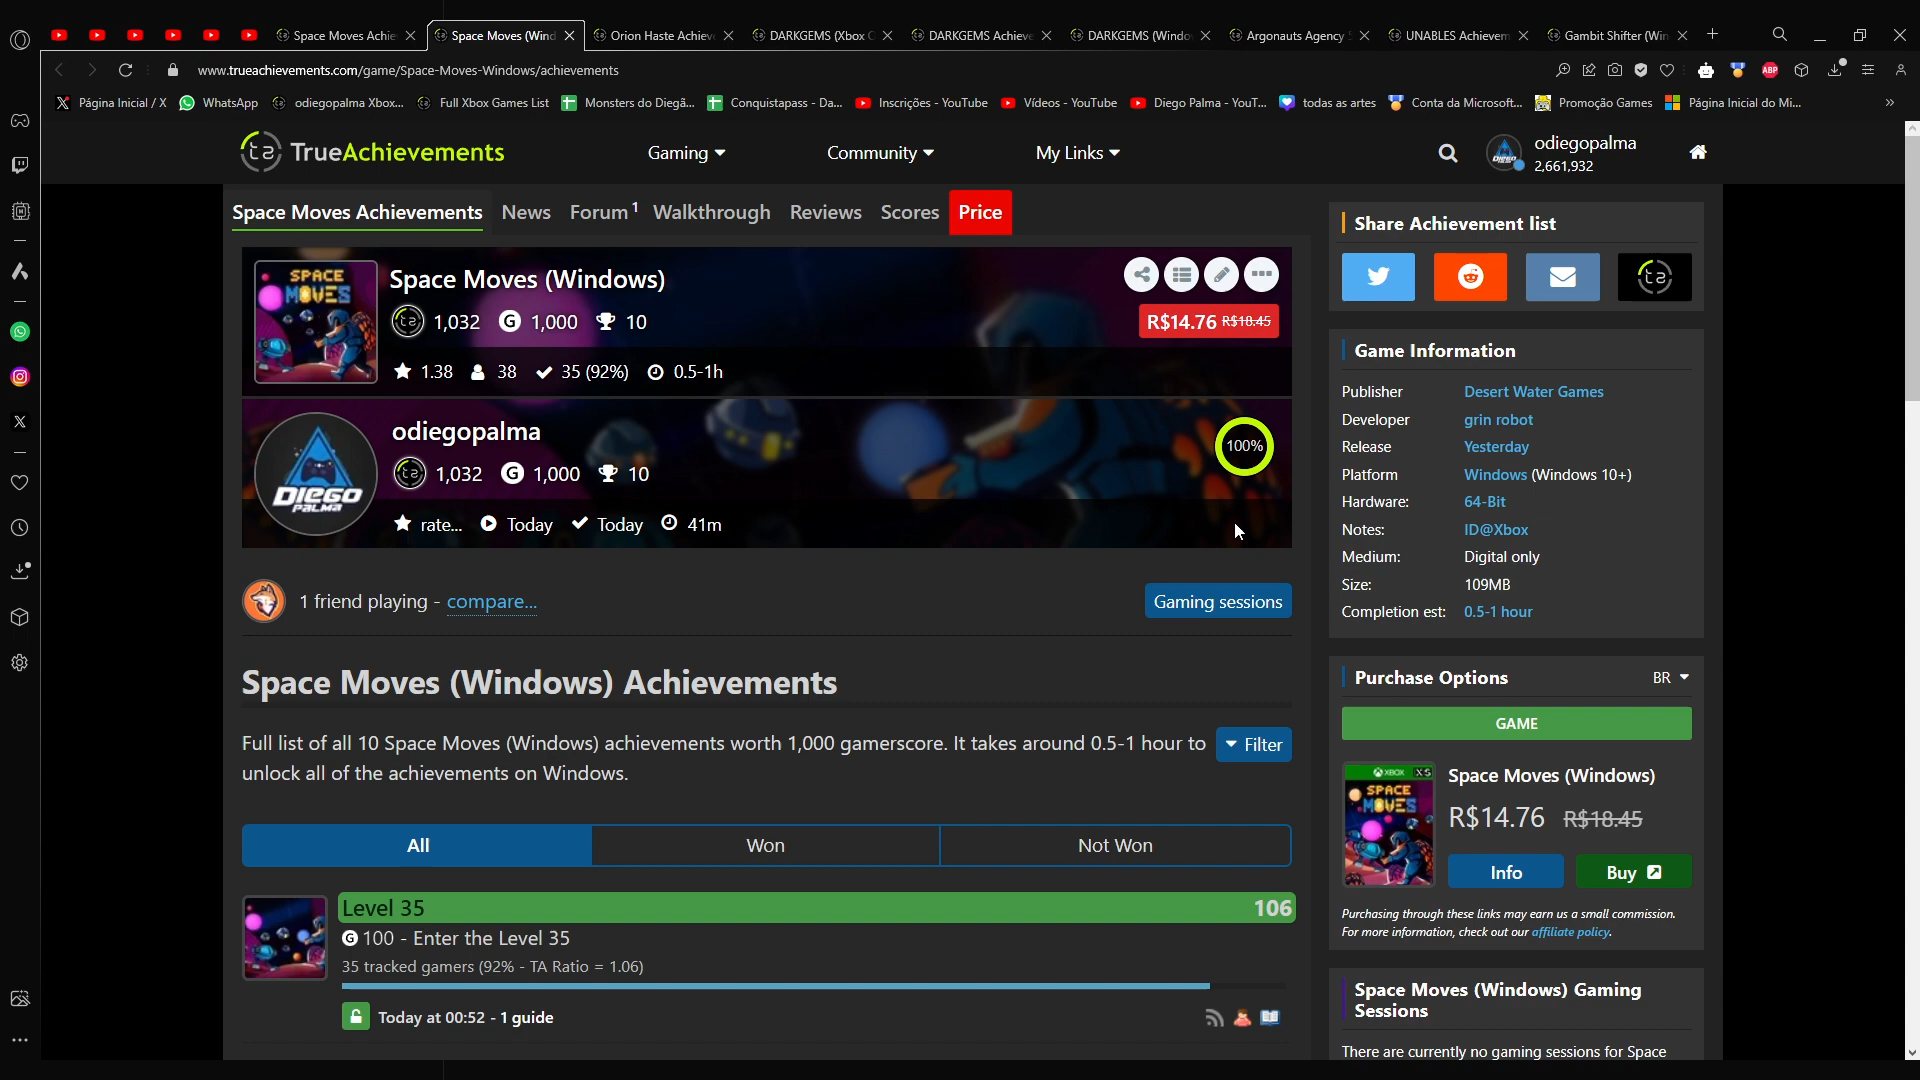 Space Moves Achie
Space Moves (Wind
Orion Haste Achiev
DARKGEMS (Xbox C
DARKGEMS Achieve
DARKGEMS (Windo
Argonauts Agency
UNABLES Achievem
Gambit Shifter (Win
www.trueachievements.com/game/Space-Moves-Windows/achievements
ABP
Página Inicial / X
WhatsApp
odiegopalma Xbox...
Full Xbox Games List
Monsters do Diegã...
Conquistapass - Da...
Inscrições - YouTube
Vídeos - YouTube
Diego Palma - YouT...
todas as artes
Conta da Microsoft...
Promoção Games
Página Inicial do Mi...
TrueAchievements
Gaming
Community
My Links
odiegopalma
2,661,932
Space Moves Achievements
News
Forum 1
Walkthrough
Reviews
Scores
Price
SPACE MOVES
Space Moves (Windows)
1,032
G 1,000
10
R$14.76 R$18.45
1.38
38
35 (92%)
0.5-1h
DIEGO
PALMA
odiegopalma
1,032
G 1,000
10
100%
rate...
Today
Today
41m
1 friend playing - compare...
Gaming sessions
Space Moves (Windows) Achievements
Full list of all 10 Space Moves (Windows) achievements worth 1,000 gamerscore. It takes around 0.5-1 hour to
unlock all of the achievements on Windows.
Filter
All
Won
Not Won
Level 35
106
G 100 - Enter the Level 35
35 tracked gamers (92% - TA Ratio = 1.06)
Today at 00:52 - 1 guide
Share Achievement list
Game Information
Publisher Desert Water Games
Developer grin robot
Release Yesterday
Platform Windows (Windows 10+)
Hardware: 64-Bit
Notes: ID@Xbox
Medium: Digital only
Size: 109MB
Completion est: 0.5-1 hour
Purchase Options
BR
GAME
XBOX XS
SPACE MOVES
Space Moves (Windows)
R$14.76 R$18.45
Info
Buy
Purchasing through these links may earn us a small commission.
For more information, check out our affiliate policy.
Space Moves (Windows) Gaming
Sessions
There are currently no gaming sessions for Space